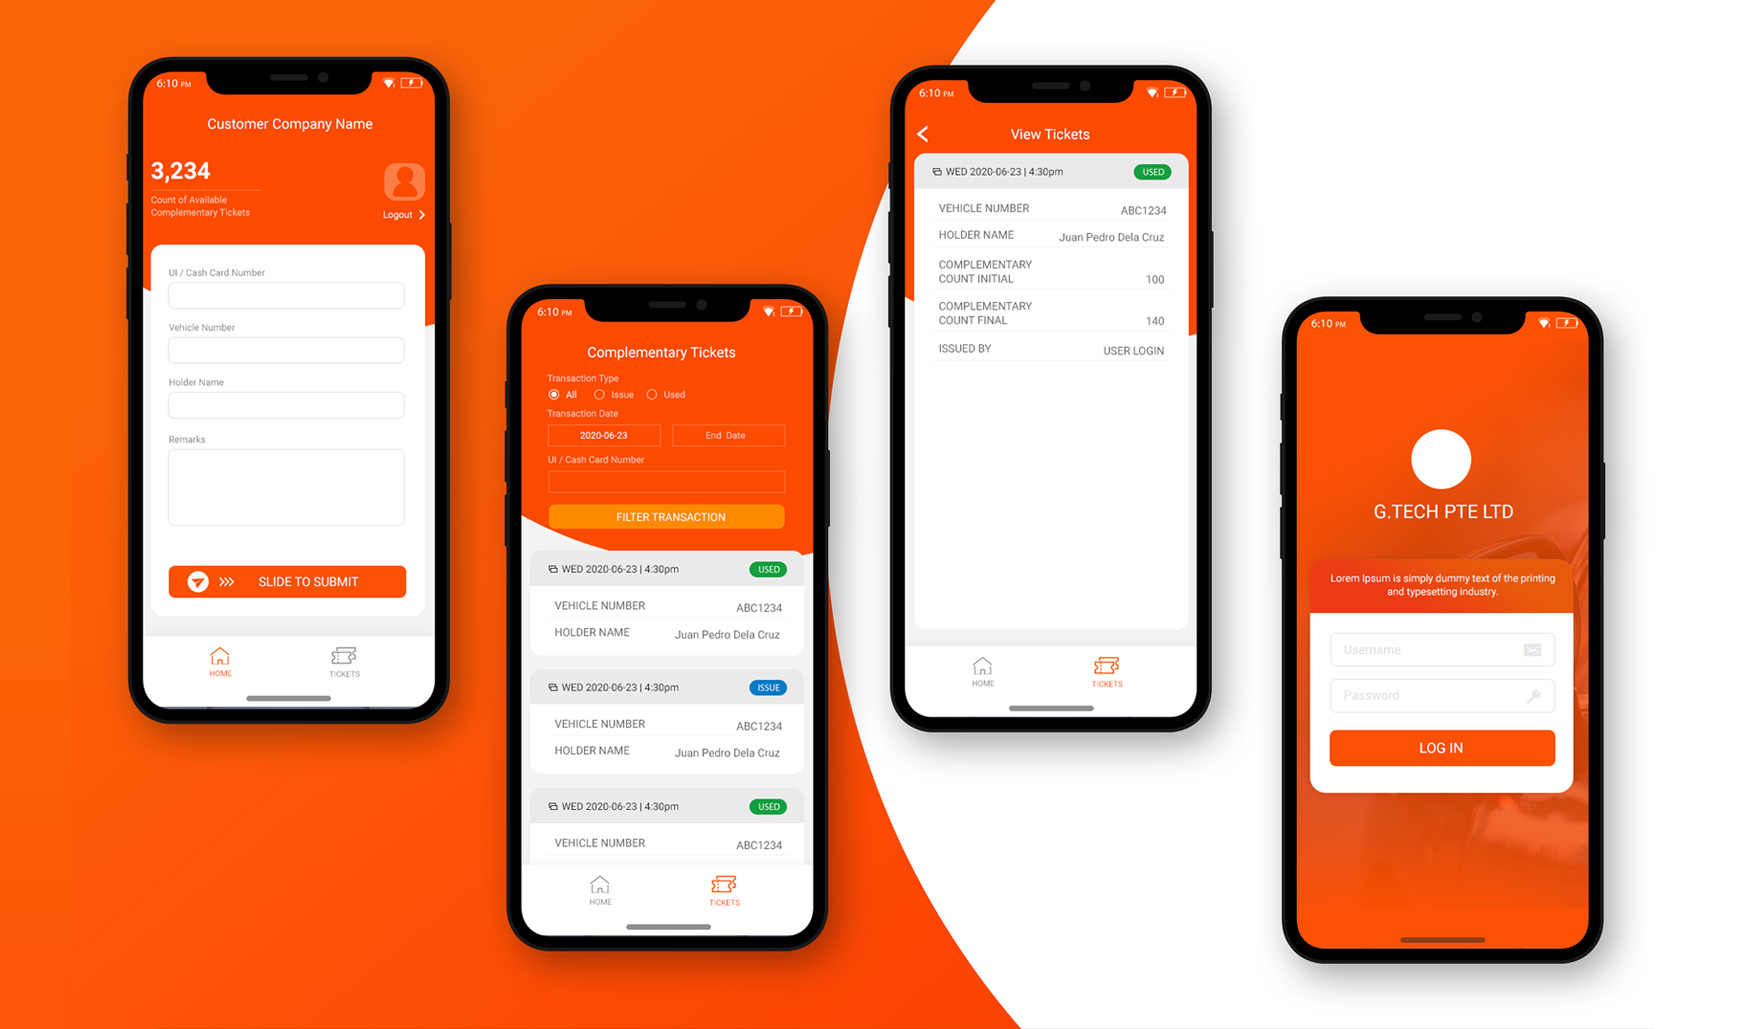 6:10 PM
Customer Company Name
3,234
Count of Available
Complementary Tickets
Logout
UI / Cash Card Number
Vehicle Number
Holder Name
Remarks
SLIDE TO SUBMIT
HOME
TICKETS
6:10 PM
Complementary Tickets
Transaction Type
All Issue Used
Transaction Date
2020-06-23 End Date
UI / Cash Card Number
FILTER TRANSACTION
WED 2020-06-23 | 4:30pm USED
VEHICLE NUMBER ABC1234
HOLDER NAME Juan Pedro Dela Cruz
WED 2020-06-23 | 4:30pm ISSUE
VEHICLE NUMBER ABC1234
HOLDER NAME Juan Pedro Dela Cruz
WED 2020-06-23 | 4:30pm USED
VEHICLE NUMBER ABC1234
HOME
TICKETS
6:10 PM
View Tickets
WED 2020-06-23 | 4:30pm USED
VEHICLE NUMBER ABC1234
HOLDER NAME Juan Pedro Dela Cruz
COMPLEMENTARY
COUNT INITIAL 100
COMPLEMENTARY
COUNT FINAL 140
ISSUED BY USER LOGIN
HOME
TICKETS
6:10 PM
G.TECH PTE LTD
Lorem Ipsum is simply dummy text of the printing
and typesetting industry.
Username
Password
LOG IN